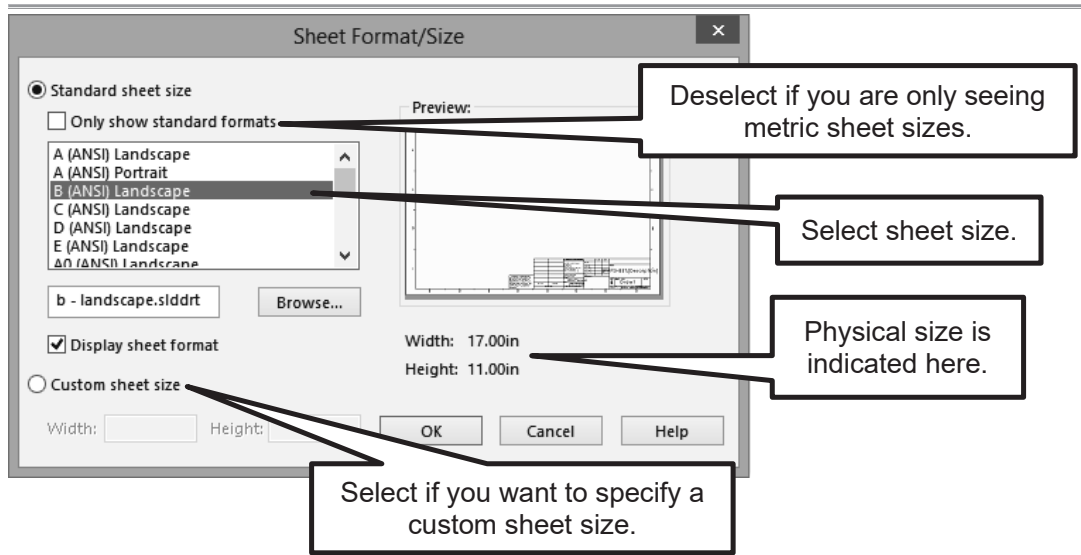 Sheet Format/Size
Standard sheet size
Only show standard formats
A (ANSI) Landscape
A (ANSI) Portrait
B (ANSI) Landscape
C (ANSI) Landscape
D (ANSI) Landscape
E (ANSI) Landscape
A0 (ANSI) Landscape
b - landscape.slddrt
Browse...
Display sheet format
Custom sheet size
Width:
Height:
Preview:
Width: 17.00in
Height: 11.00in
OK
Cancel
Help
Deselect if you are only seeing
metric sheet sizes.
Select sheet size.
Physical size is
indicated here.
Select if you want to specify a
custom sheet size.